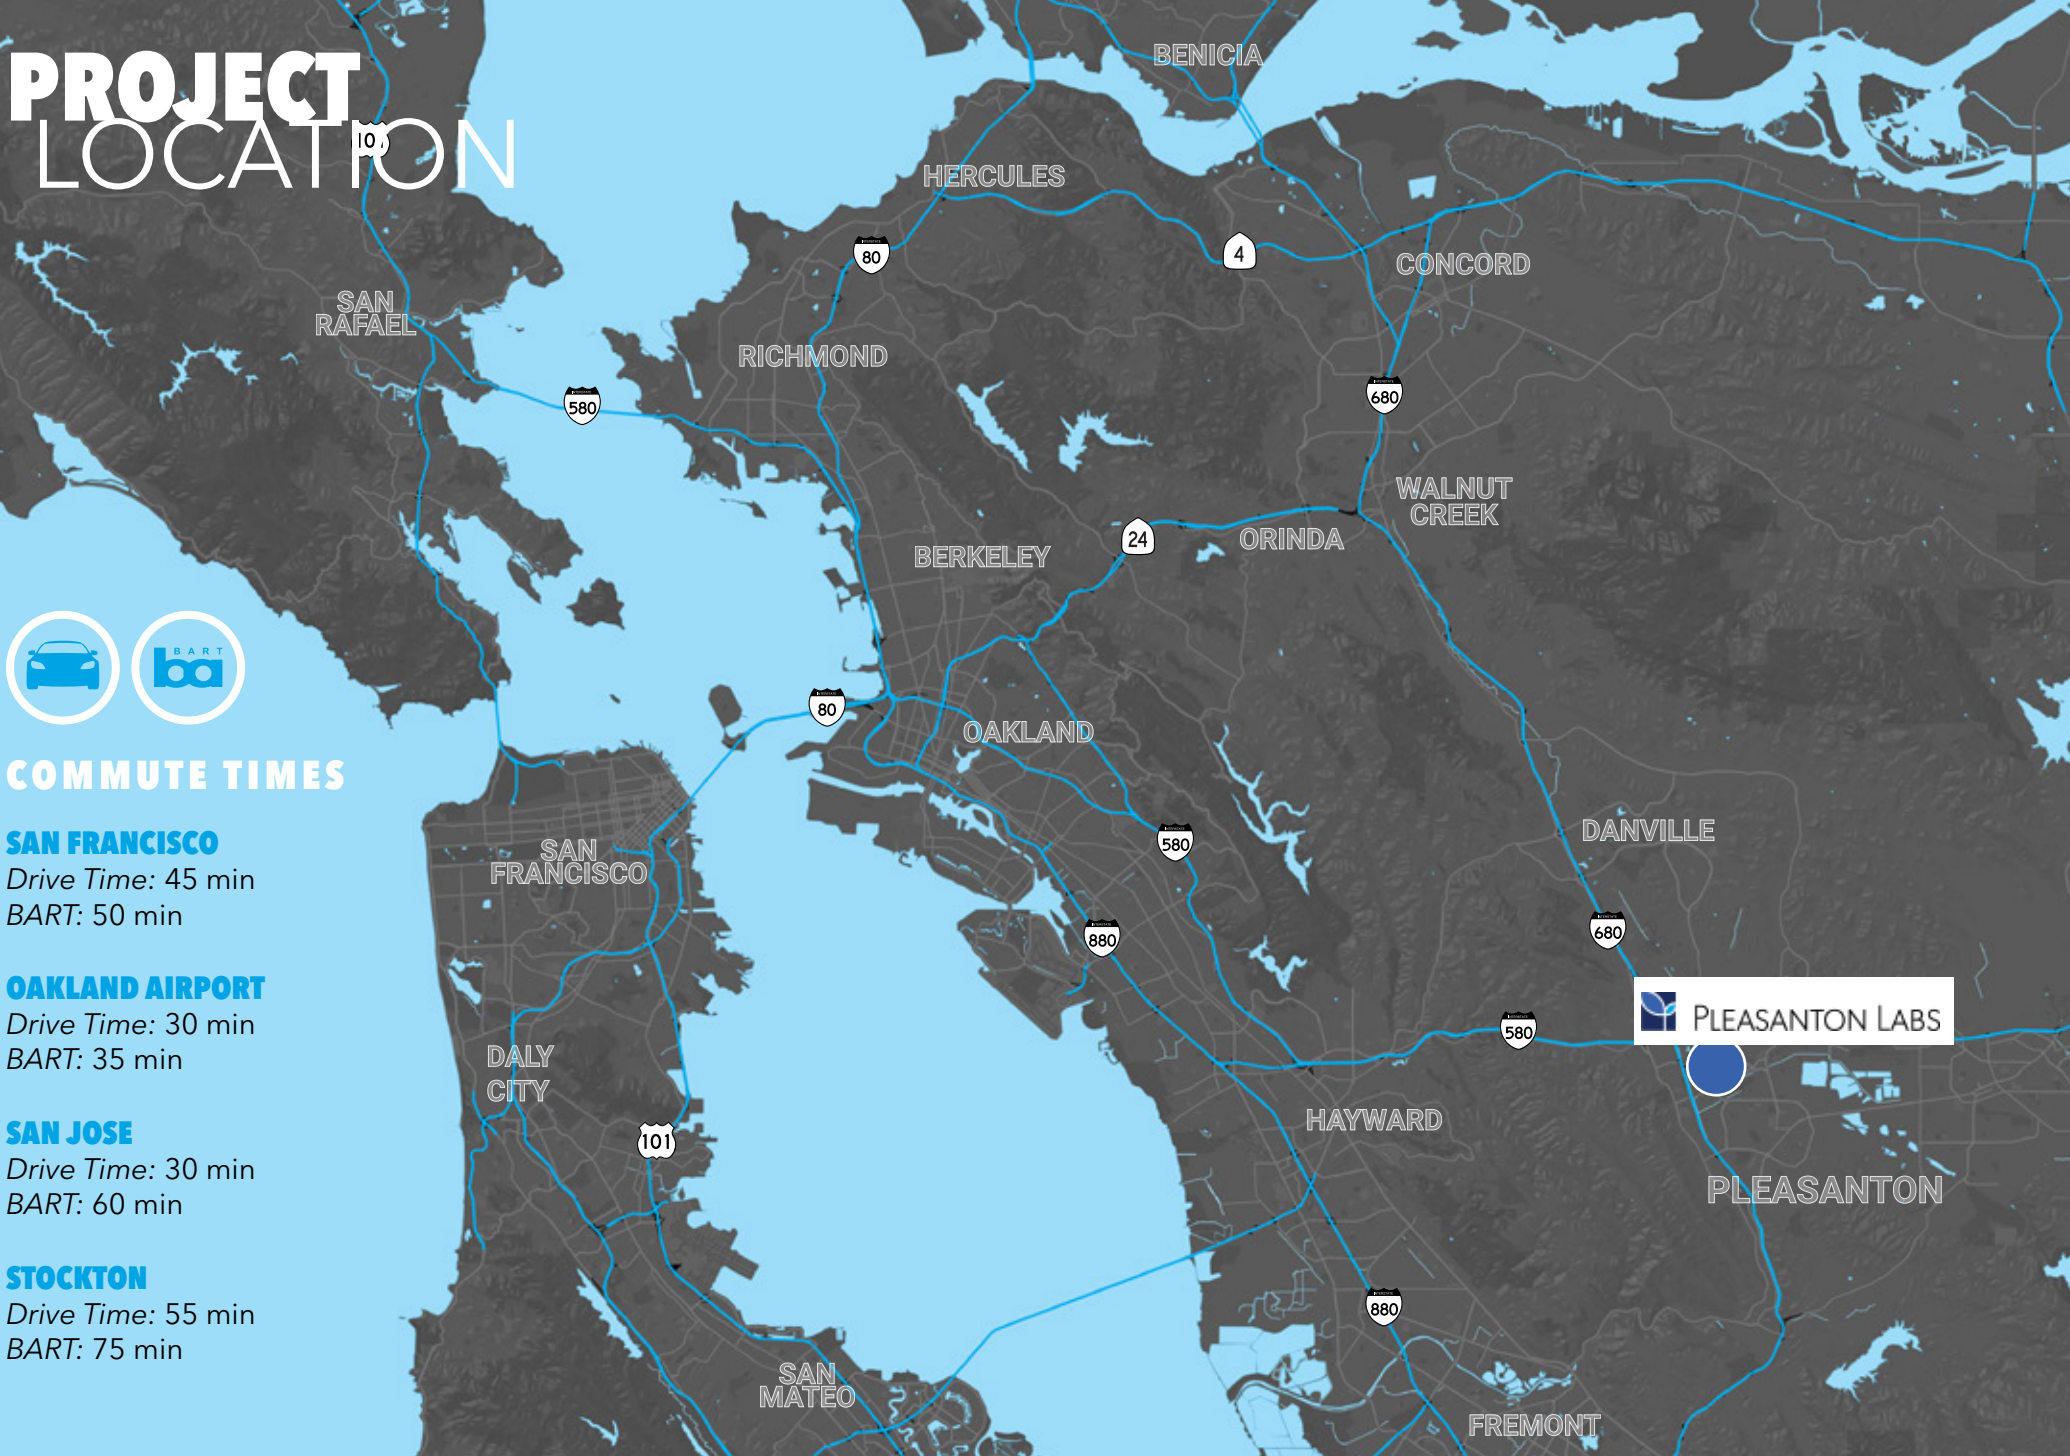 PROJECT
LOCATION
101
BENICIA
HERCULES
80
4
CONCORD
SAN
RAFAEL
RICHMOND
580
680
WALNUT
CREEK
24
ORINDA
BERKELEY
BART
ba
80
OAKLAND
COMMUTE TIMES
SAN FRANCISCO
Drive Time: 45 min
BART: 50 min
OAKLAND AIRPORT
Drive Time: 30 min
BART: 35 min
SAN JOSE
Drive Time: 30 min
BART: 60 min
STOCKTON
Drive Time: 55 min
BART: 75 min
SAN
FRANCISCO
580
DANVILLE
880
680
PLEASANTON LABS
580
DALY
CITY
HAYWARD
101
PLEASANTON
880
SAN
MATEO
FREMONT